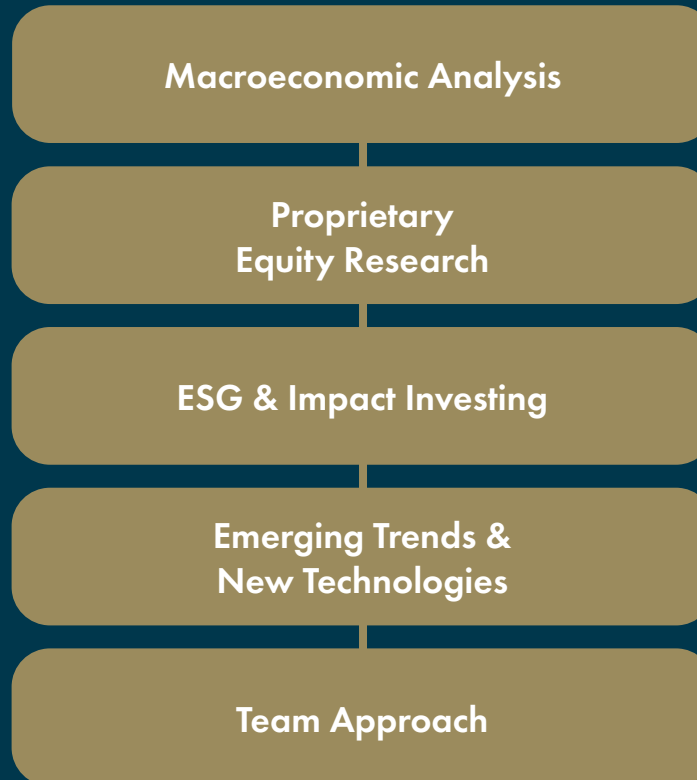 Macroeconomic Analysis
Proprietary
Equity Research
ESG & Impact Investing
Emerging Trends &
New Technologies
Team Approach